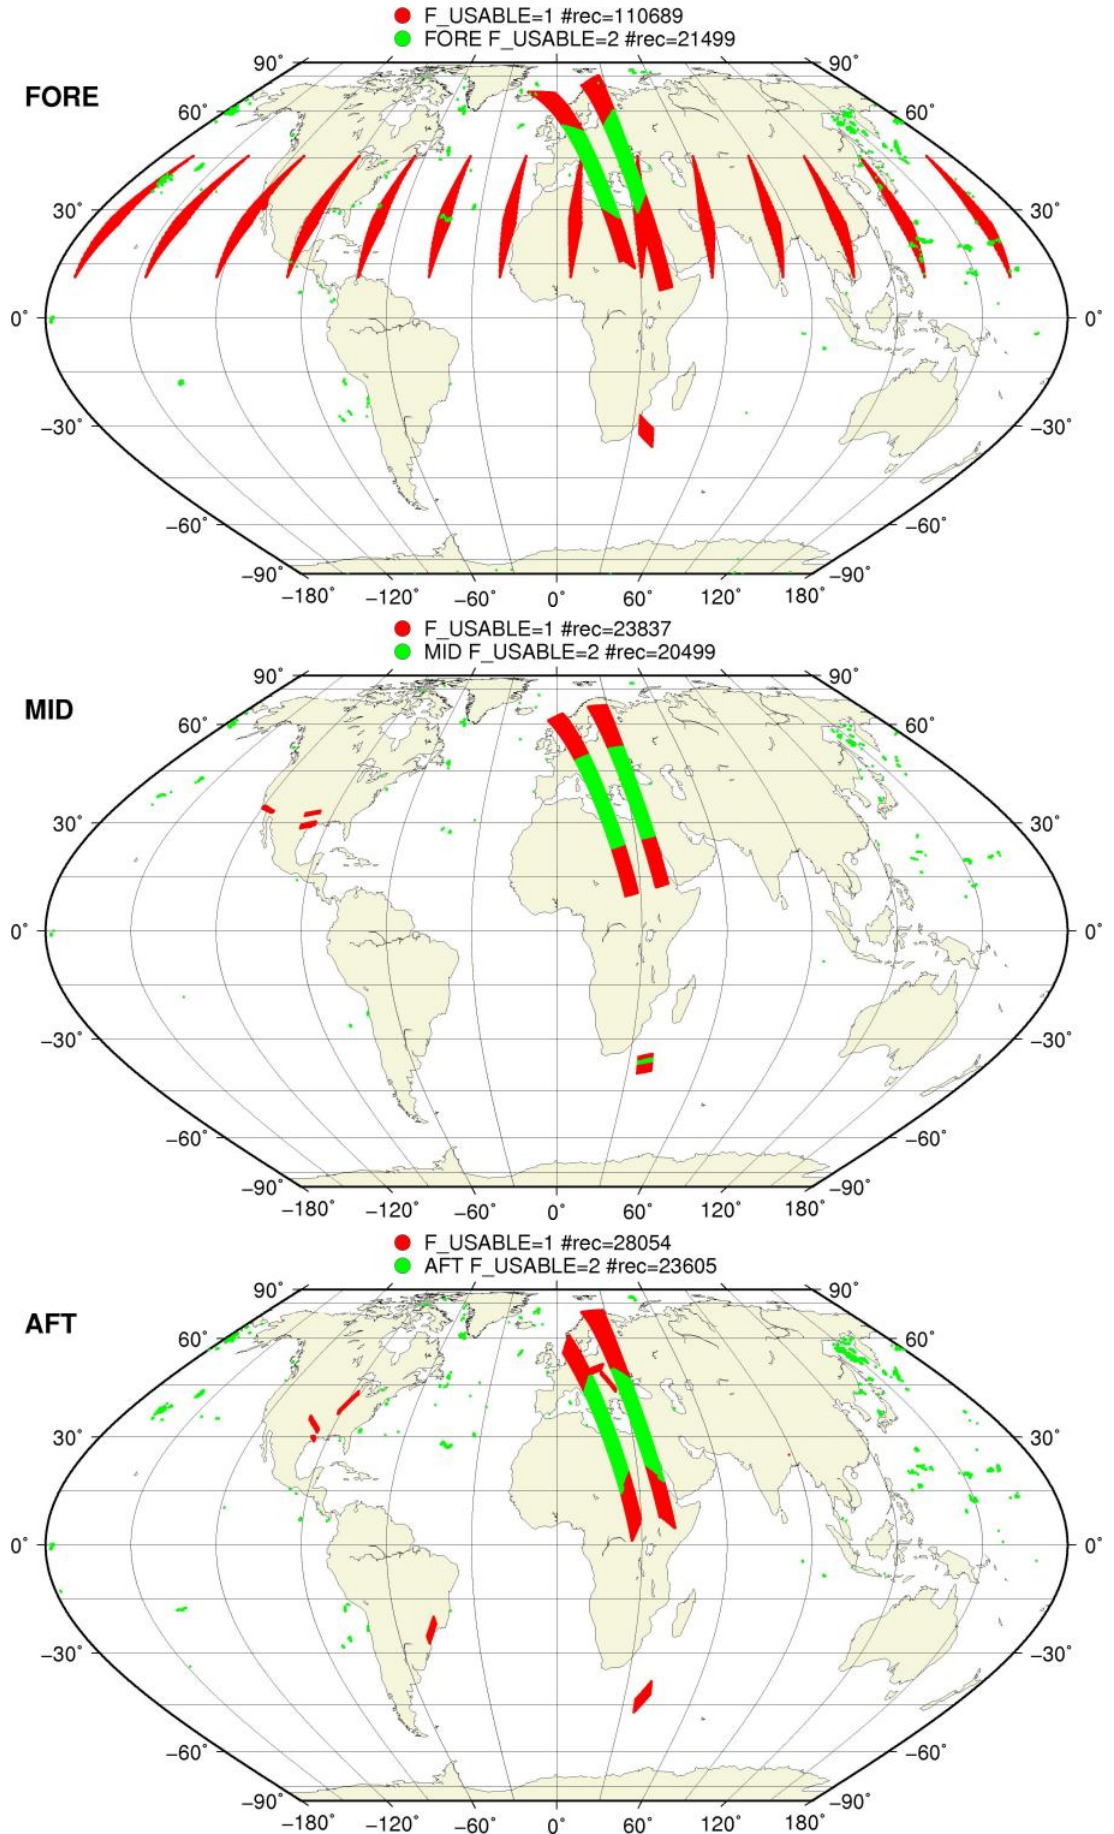 F_USABLE=1 #rec=110689
FORE F_USABLE=2 #rec=21499
FORE
90˚ 90˚
60˚ 60˚
30˚ 30˚
0˚ 0˚
−30˚ −30˚
−60˚ −60˚
−90˚ −90˚
−180˚ −120˚ −60˚ 0˚ 60˚ 120˚ 180˚
F_USABLE=1 #rec=23837
MID F_USABLE=2 #rec=20499
MID
90˚ 90˚
60˚ 60˚
30˚ 30˚
0˚ 0˚
−30˚ −30˚
−60˚ −60˚
−90˚ −90˚
−180˚ −120˚ −60˚ 0˚ 60˚ 120˚ 180˚
F_USABLE=1 #rec=28054
AFT F_USABLE=2 #rec=23605
AFT
90˚ 90˚
60˚ 60˚
30˚ 30˚
0˚ 0˚
−30˚ −30˚
−60˚ −60˚
−90˚ −90˚
−180˚ −120˚ −60˚ 0˚ 60˚ 120˚ 180˚